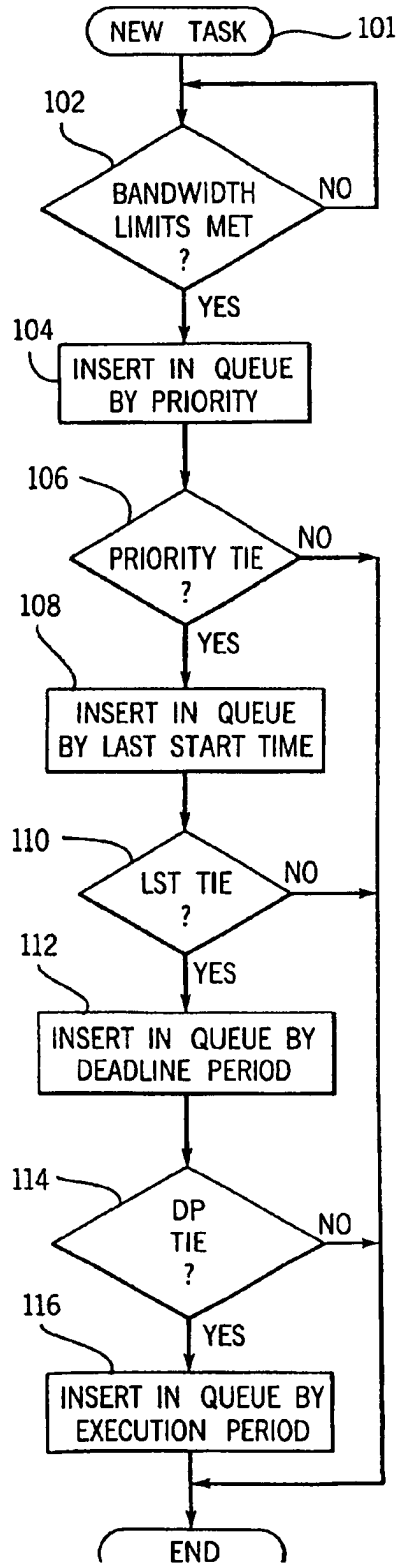 NEW TASK
101
102
BANDWIDTH
LIMITS MET
?
NO
YES
104
INSERT IN QUEUE
BY PRIORITY
106
PRIORITY TIE
?
NO
YES
108
INSERT IN QUEUE
BY LAST START TIME
110
LST TIE
?
NO
YES
112
INSERT IN QUEUE BY
DEADLINE PERIOD
114
DP
TIE
?
NO
YES
116
INSERT IN QUEUE BY
EXECUTION PERIOD
END